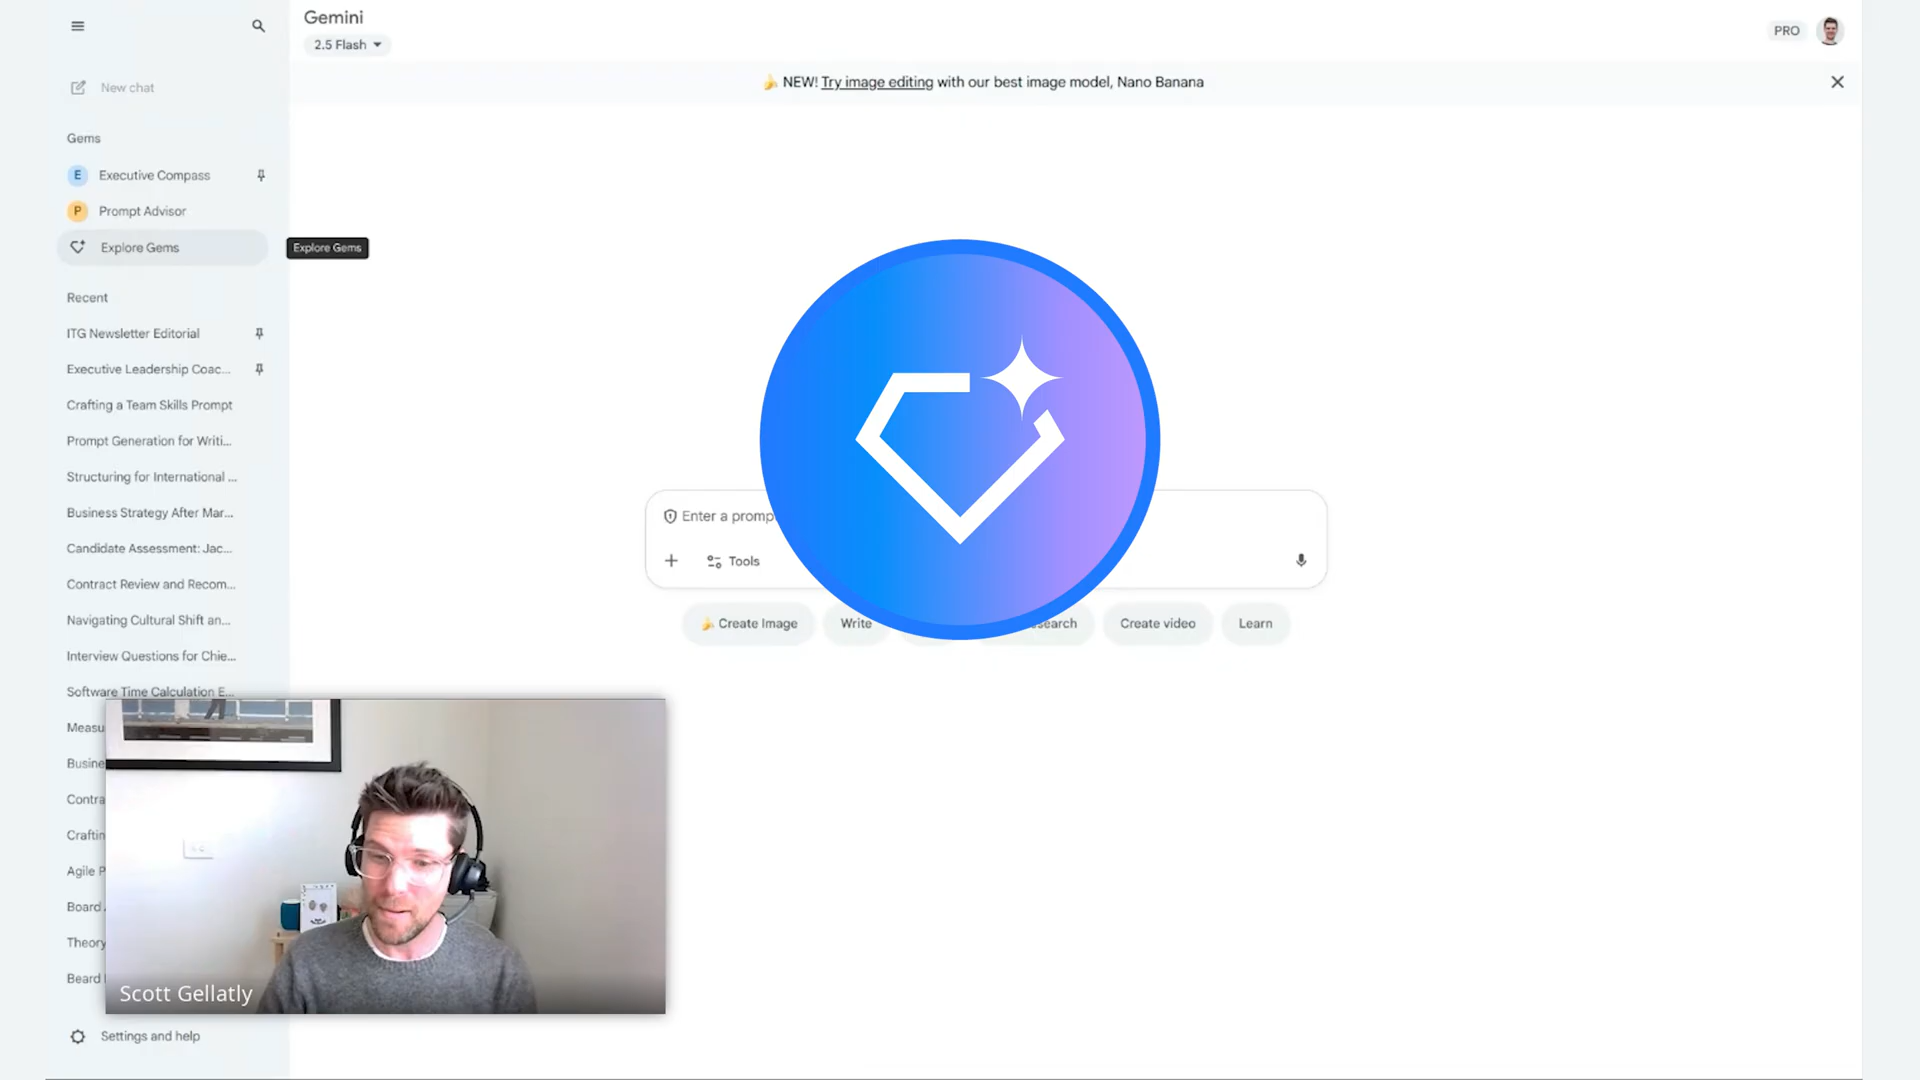 Gemini
2.5 Flash
PRO
🍌 NEW! Try image editing with our best image model, Nano Banana
New chat
Gems
E Executive Compass
P Prompt Advisor
Explore Gems
Explore Gems
Recent
ITG Newsletter Editorial
Executive Leadership Coac...
Crafting a Team Skills Prompt
Prompt Generation for Writi...
Structuring for International ...
Business Strategy After Mar...
Candidate Assessment: Jac...
Contract Review and Recom...
Navigating Cultural Shift an...
Interview Questions for Chie...
Software Time Calculation E...
Measu
Busine
Contra
Craftin
Agile P
Board
Theory
Beard
Settings and help
Enter a promp
Tools
Create Image
Write
search
Create video
Learn
Scott Gellatly